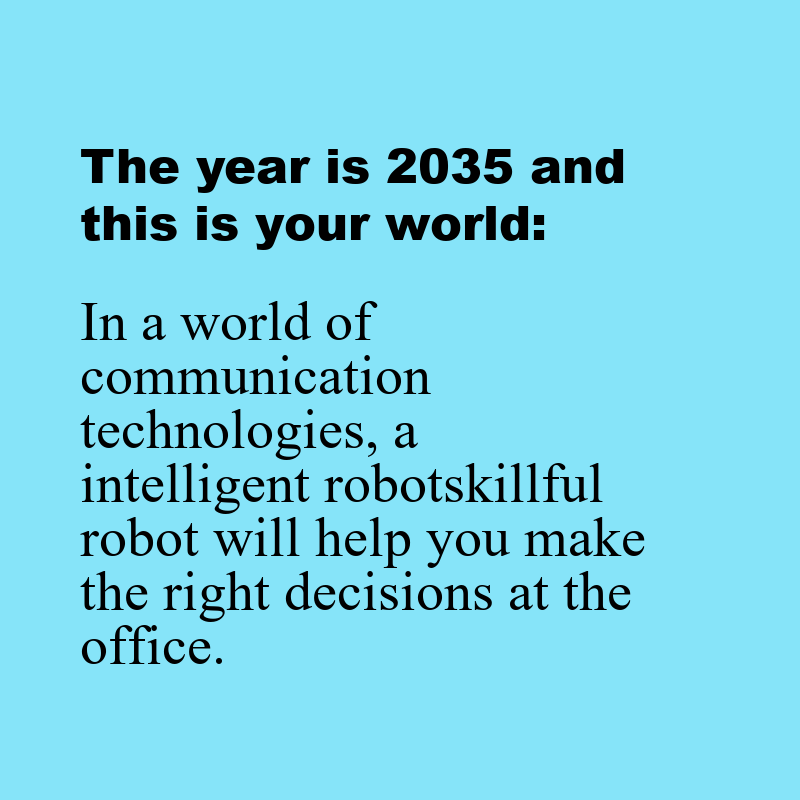 The year is 2035 and
this is your world:
In a world of
communication
technologies, a
intelligent robotskillful
robot will help you make
the right decisions at the
office.